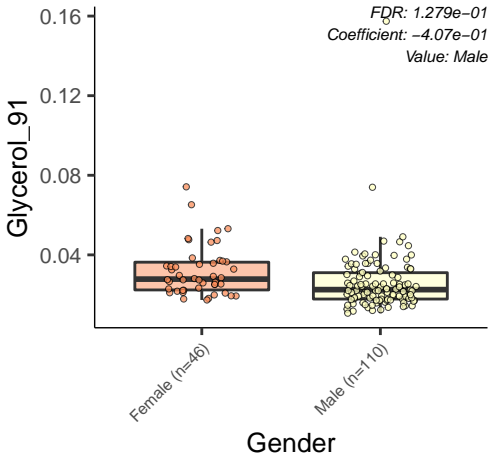 FDR: 1.279e−01
Coefficient: −4.07e−01
Value: Male
0.16
0.12
0.08
0.04
Glycerol_91
Female (n=46)
Male (n=110)
Gender